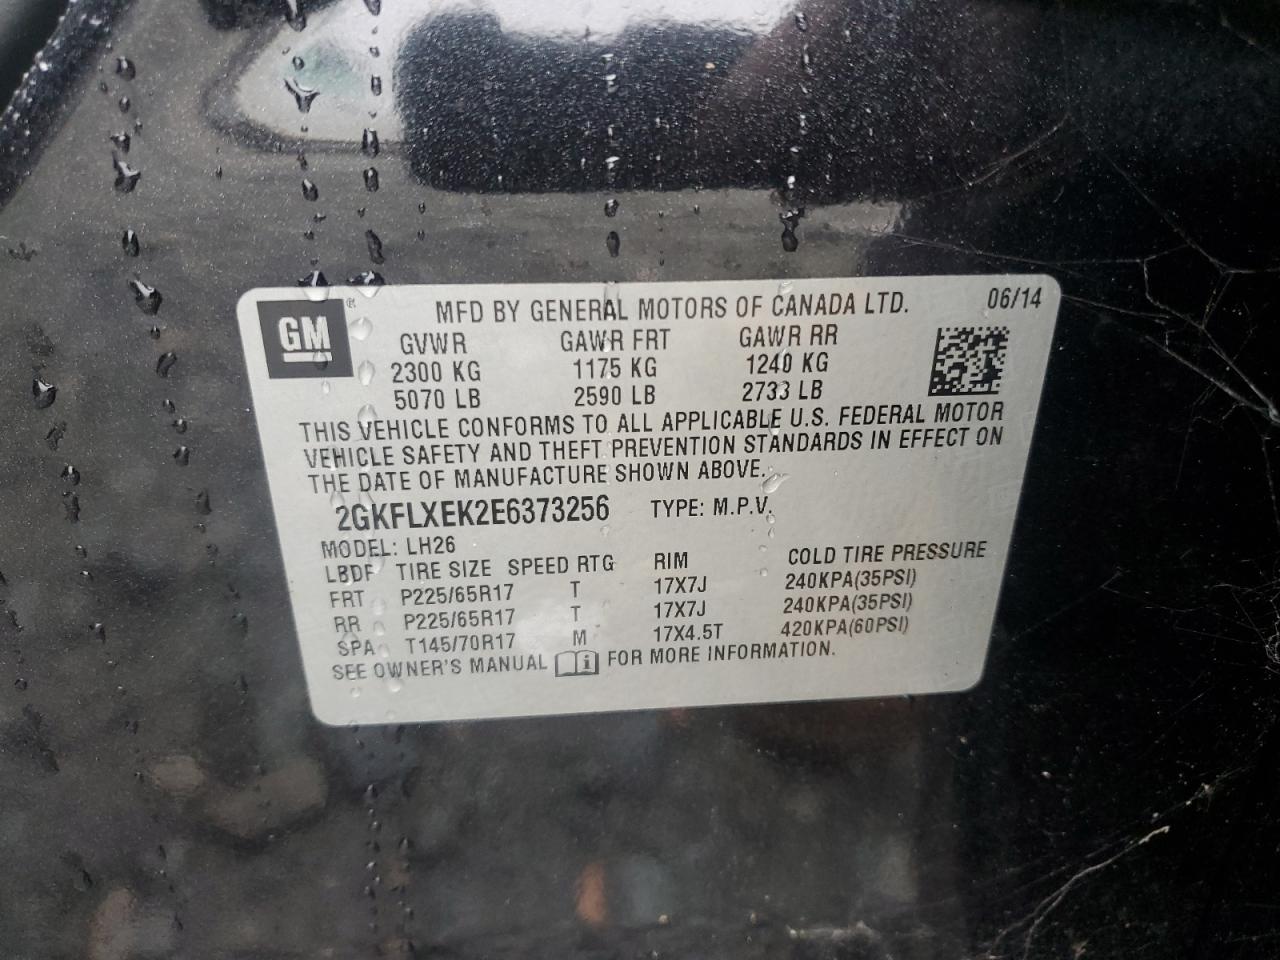 GM® MFD BY GENERAL MOTORS OF CANADA LTD. 06/14
GVWR GAWR FRT GAWR RR
2300 KG 1175 KG 1240 KG
5070 LB 2590 LB 2733 LB
THIS VEHICLE CONFORMS TO ALL APPLICABLE U.S. FEDERAL MOTOR
VEHICLE SAFETY AND THEFT PREVENTION STANDARDS IN EFFECT ON
THE DATE OF MANUFACTURE SHOWN ABOVE.
2GKFLXEK2E6373256 TYPE: M.P.V.
MODEL: LH26
LBDF TIRE SIZE SPEED RTG RIM COLD TIRE PRESSURE
FRT P225/65R17 T 17X7J 240KPA(35PSI)
RR P225/65R17 T 17X7J 240KPA(35PSI)
SPA T145/70R17 M 17X4.5T 420KPA(60PSI)
SEE OWNER'S MANUAL i FOR MORE INFORMATION.